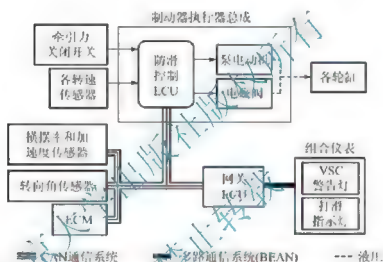 制动器执行器总成
牵引力
关闭开关
防滑
控制
ECU
泵电动机
各转速
传感器
电磁阀
各轮缸
横摆率和加
速度传感器
组合仪表
转向角传感器
网关
ECU
VSC
警告灯
ECM
打滑
指示灯
CAN通信系统
多路通信系统(BEAN)
液压